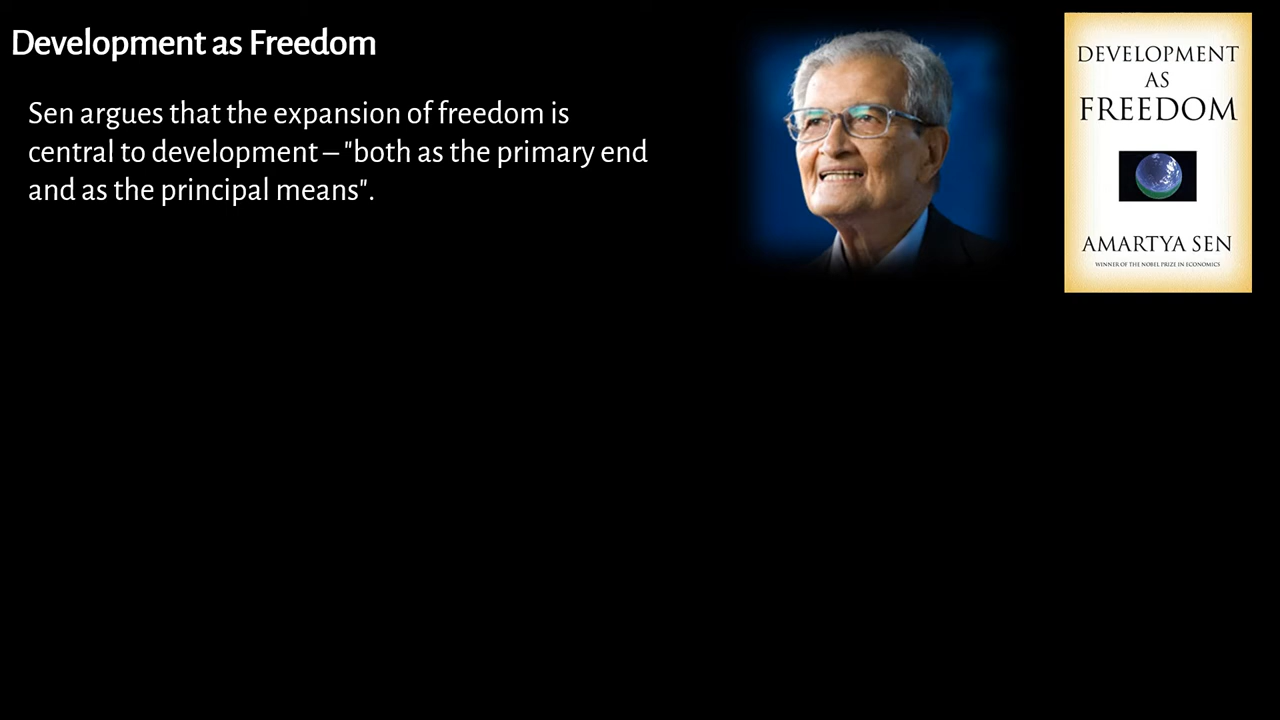 Development as Freedom
Sen argues that the expansion of freedom is
central to development – "both as the primary end
and as the principal means".
DEVELOPMENT
AS
FREEDOM
AMARTYA SEN
WINNER OF THE NOBEL PRIZE IN ECONOMICS